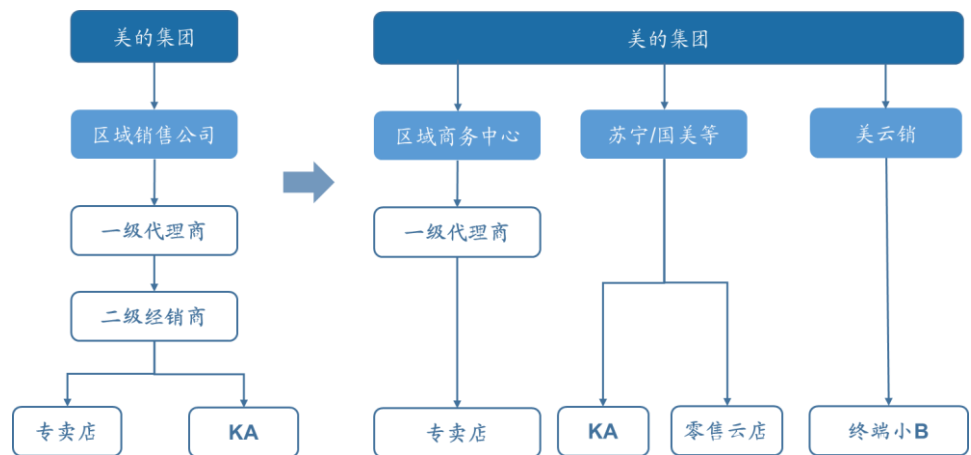 美的集团
区域销售公司
一级代理商
二级经销商
专卖店
KA
美的集团
区域商务中心
苏宁/国美等
美云销
一级代理商
专卖店
KA
零售云店
终端小B